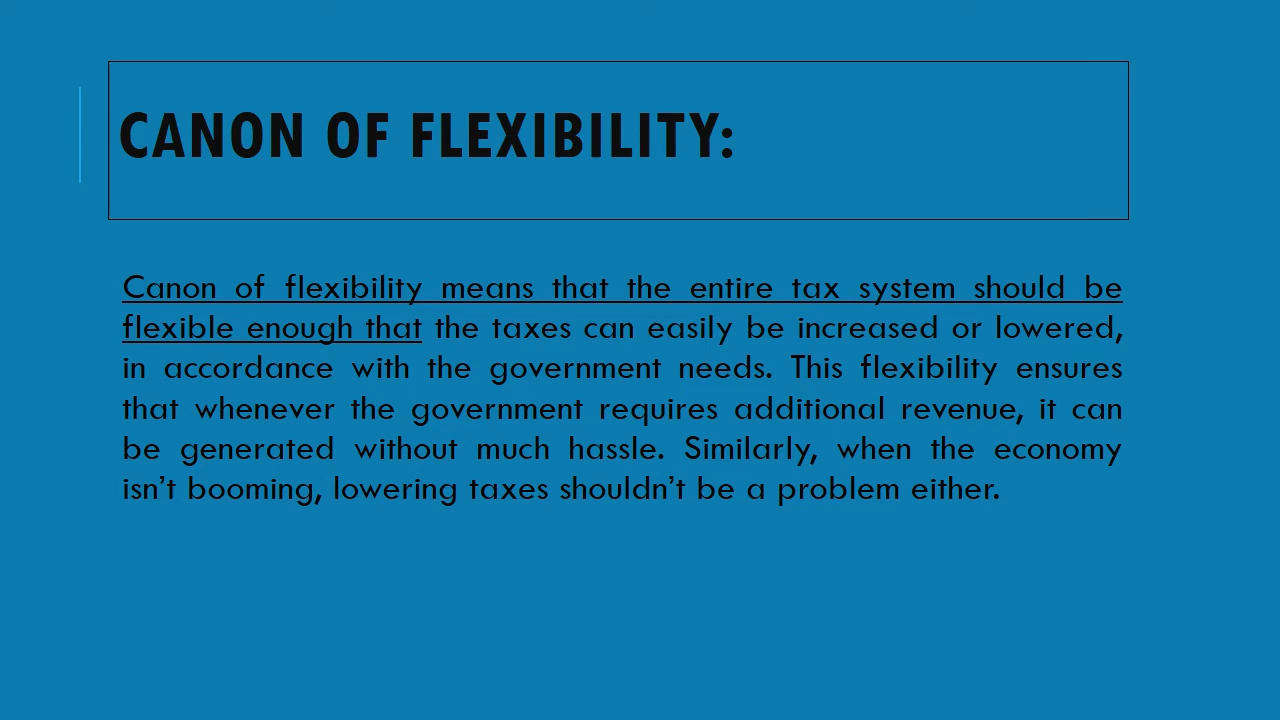 CANON OF FLEXIBILITY:
Canon of flexibility means that the entire tax system should be
flexible enough that the taxes can easily be increased or lowered,
in accordance with the government needs. This flexibility ensures
that whenever the government requires additional revenue, it can
be generated without much hassle. Similarly, when the economy
isn’t booming, lowering taxes shouldn’t be a problem either.